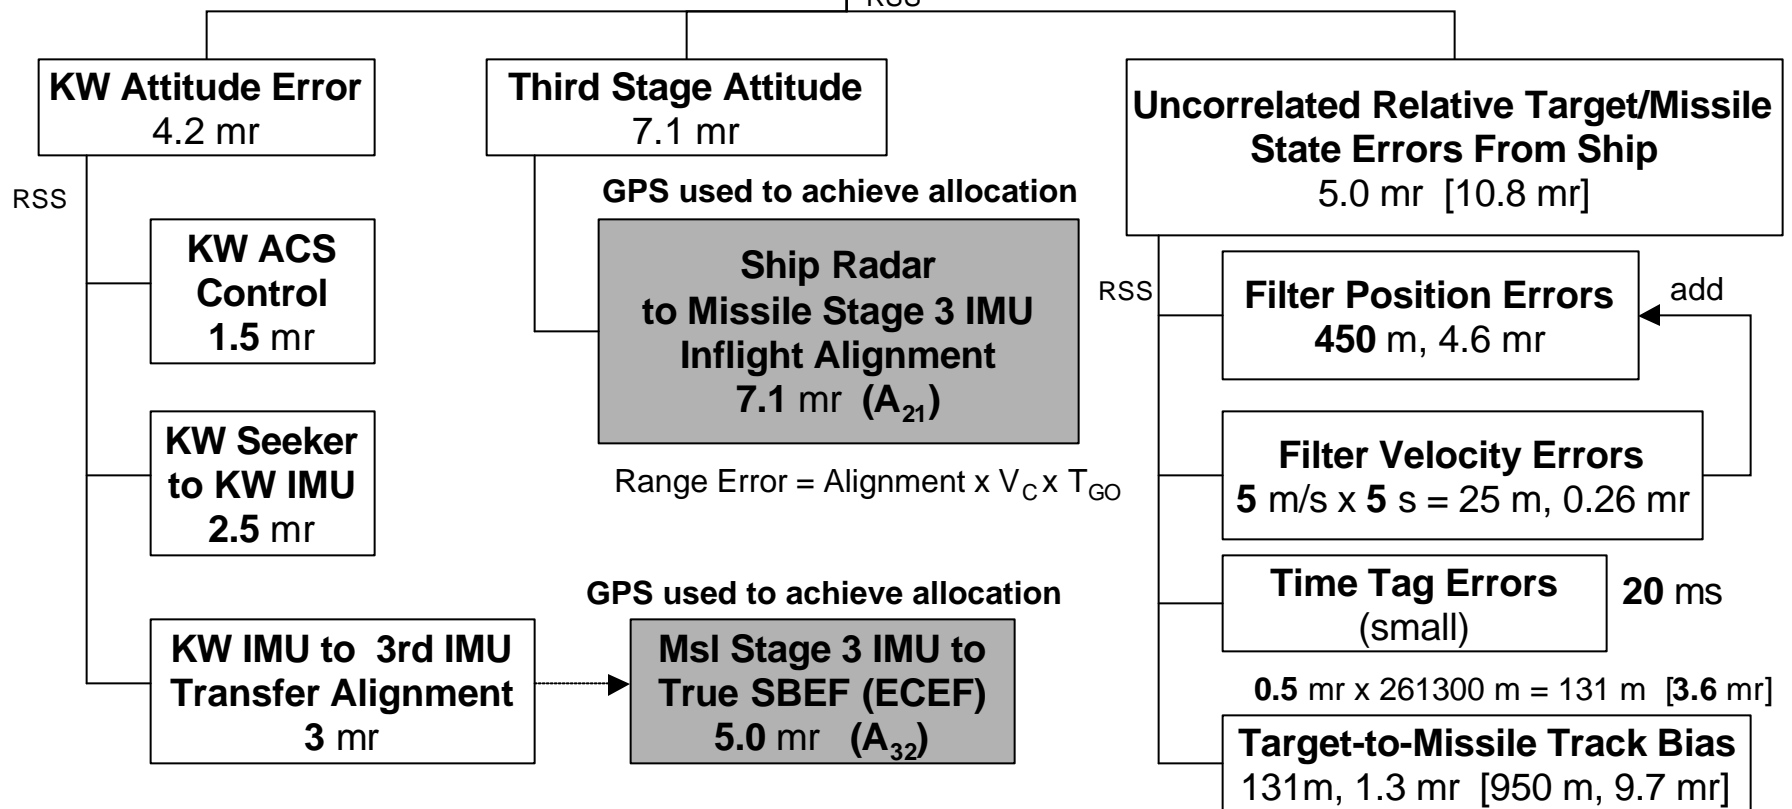 RSS
KW Attitude Error
4.2 mr
RSS
KW ACS
Control
1.5 mr
KW Seeker
to KW IMU
2.5 mr
KW IMU to 3rd IMU
Transfer Alignment
3 mr
Third Stage Attitude
7.1 mr
GPS used to achieve allocation
Ship Radar
to Missile Stage 3 IMU
Inflight Alignment
7.1 mr (A21)
Range Error = Alignment x VC x TGO
GPS used to achieve allocation
Msl Stage 3 IMU to
True SBEF (ECEF)
5.0 mr (A32)
Uncorrelated Relative Target/Missile
State Errors From Ship
5.0 mr [10.8 mr]
RSS
Filter Position Errors
450 m, 4.6 mr
add
Filter Velocity Errors
5 m/s x 5 s = 25 m, 0.26 mr
Time Tag Errors
(small)
20 ms
0.5 mr x 261300 m = 131 m [3.6 mr]
Target-to-Missile Track Bias
131m, 1.3 mr [950 m, 9.7 mr]